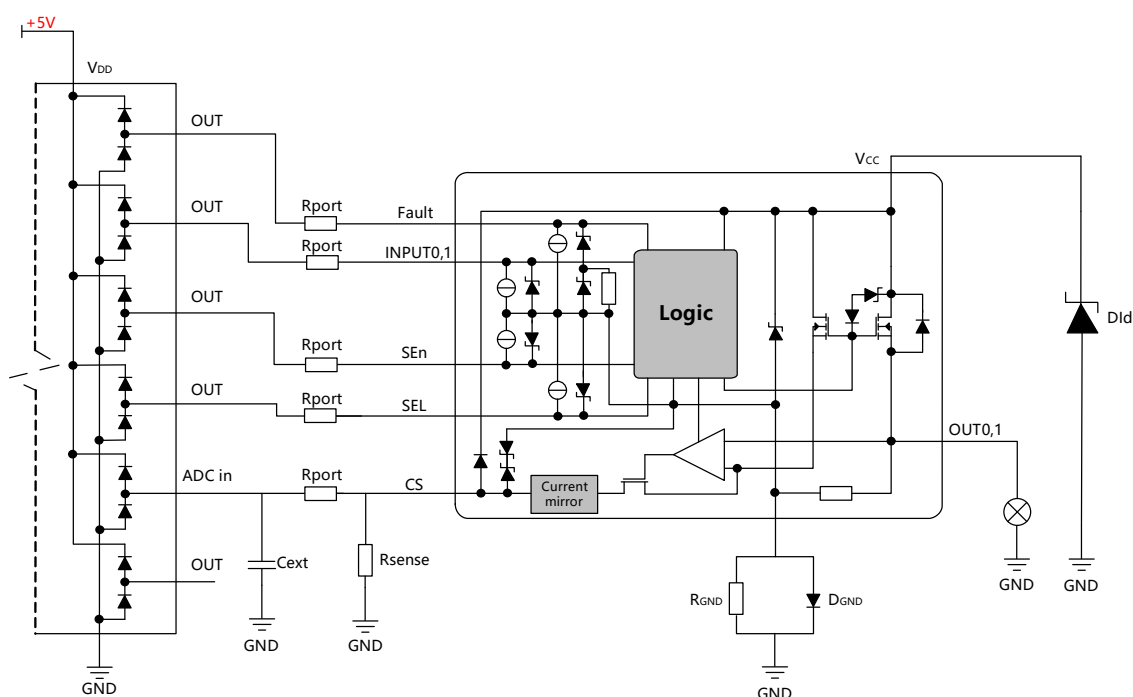 +5V
VDD
OUT
Rport
Fault
VCC
OUT
Rport
INPUT0,1
OUT
Logic
DId
Rport
SEn
OUT
Rport
SEL
OUT0,1
ADC in
Rport
CS
Current
mirror
OUT
Cext
Rsense
GND
GND
RGND
DGND
GND
GND
GND
GND